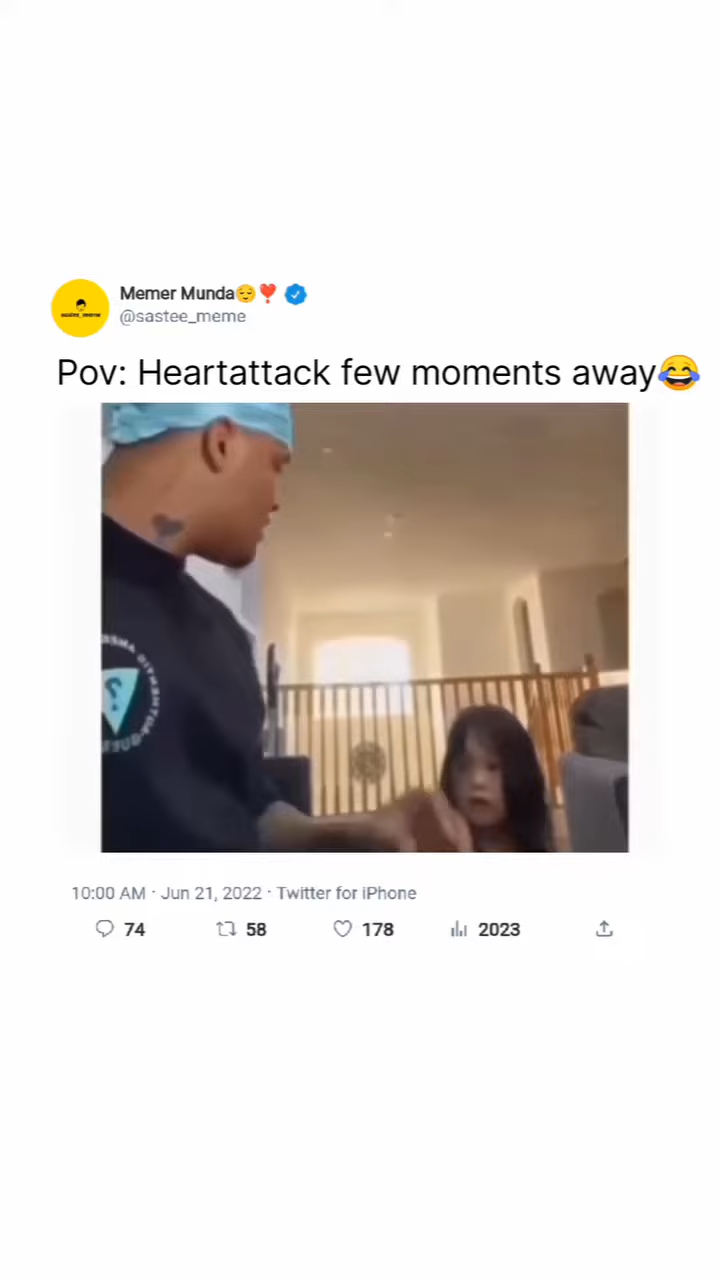 Memer Munda😌❣️
@sastee_meme
Pov: Heartattack few moments away😂
10:00 AM · Jun 21, 2022 · Twitter for iPhone
74 58 178 2023